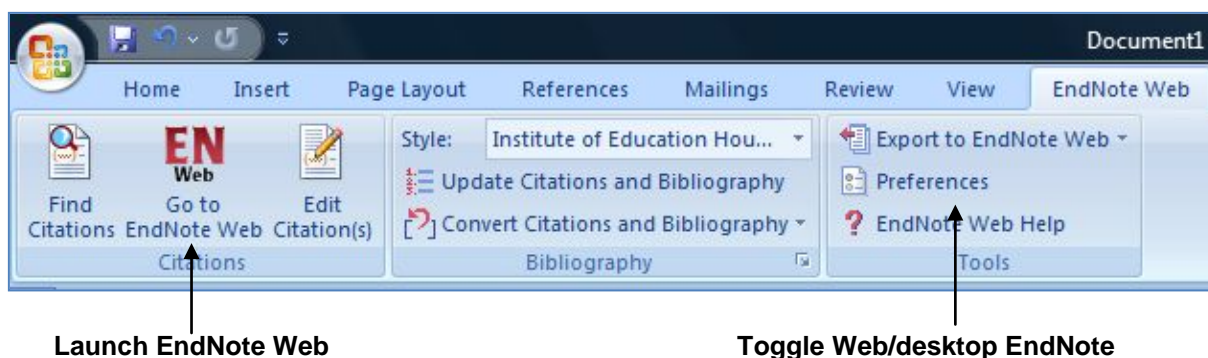 Document1
Home Insert Page Layout References Mailings Review View EndNote Web
Find Citations
EN Web
Go to EndNote Web
Edit Citation(s)
Citations
Style: Institute of Education Hou...
Update Citations and Bibliography
Convert Citations and Bibliography
Bibliography
Export to EndNote Web
Preferences
EndNote Web Help
Tools
Launch EndNote Web
Toggle Web/desktop EndNote